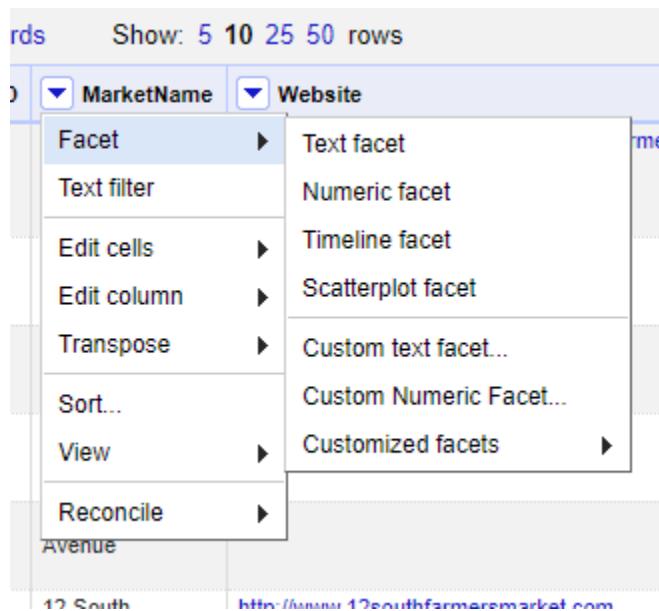 rds Show: 5 10 25 50 rows
MarketName Website
Facet
Text filter
Edit cells
Edit column
Transpose
Sort...
View
Reconcile
Text facet
Numeric facet
Timeline facet
Scatterplot facet
Custom text facet...
Custom Numeric Facet...
Customized facets
rme
Avenue
12 South http://www.12southfarmersmarket.com